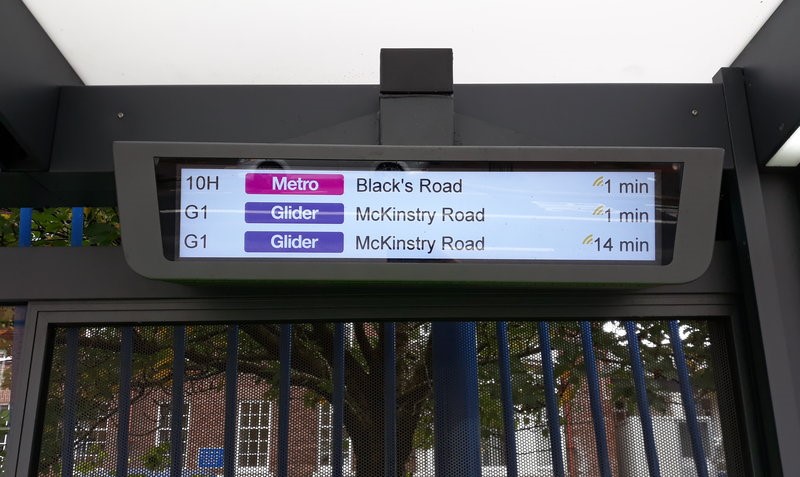 10H Metro Black's Road 1 min
G1 Glider McKinstry Road 1 min
G1 Glider McKinstry Road 14 min